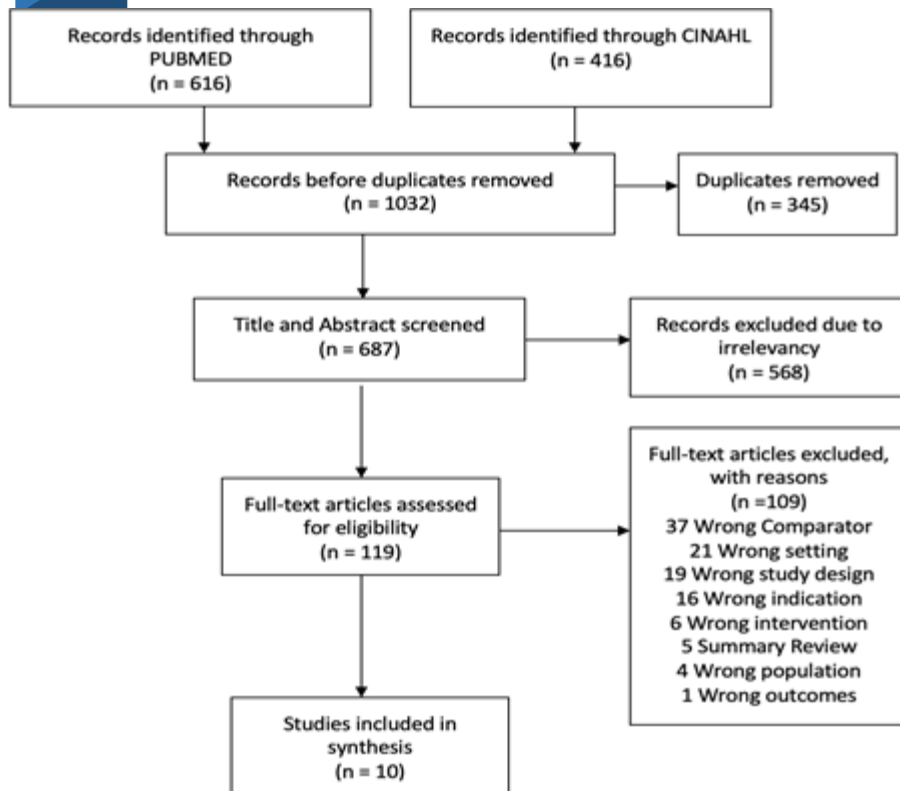 Records identified through
PUBMED
(n = 616)
Records identified through CINAHL
(n = 416)
Records before duplicates removed
(n = 1032)
Duplicates removed
(n = 345)
Title and Abstract screened
(n = 687)
Records excluded due to
irrelevancy
(n = 568)
Full-text articles assessed
for eligibility
(n = 119)
Full-text articles excluded,
with reasons
(n =109)
37 Wrong Comparator
21 Wrong setting
19 Wrong study design
16 Wrong indication
6 Wrong intervention
5 Summary Review
4 Wrong population
1 Wrong outcomes
Studies included in
synthesis
(n = 10)